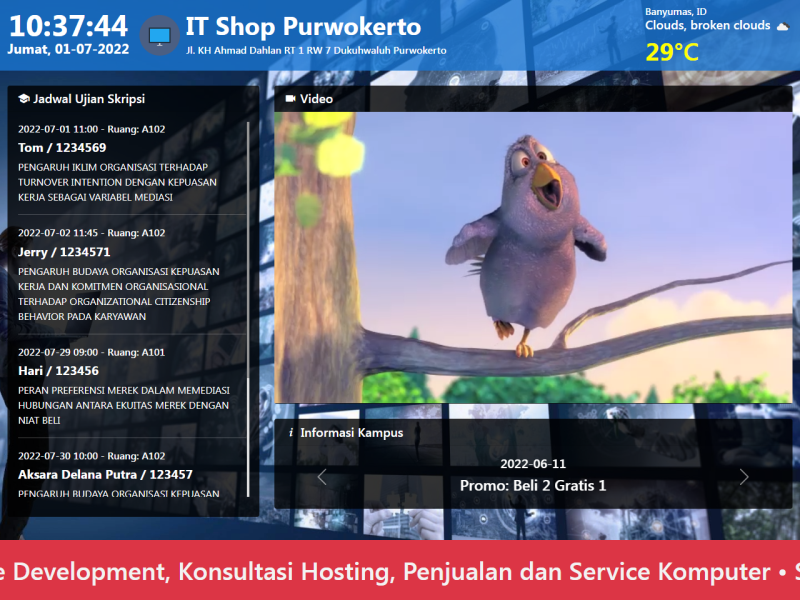 10:37:44
Jumat, 01-07-2022
IT Shop Purwokerto
Jl. KH Ahmad Dahlan RT 1 RW 7 Dukuhwaluh Purwokerto
Banyumas, ID
Clouds, broken clouds
29°C
Jadwal Ujian Skripsi
2022-07-01 11:00 - Ruang: A102
Tom / 1234569
PENGARUH IKLIM ORGANISASI TERHADAP
TURNOVER INTENTION DENGAN KEPUASAN
KERJA SEBAGAI VARIABEL MEDIASI
2022-07-02 11:45 - Ruang: A102
Jerry / 1234571
PENGARUH BUDAYA ORGANISASI KEPUASAN
KERJA DAN KOMITMEN ORGANISASIONAL
TERHADAP ORGANIZATIONAL CITIZENSHIP
BEHAVIOR PADA KARYAWAN
2022-07-29 09:00 - Ruang: A101
Hari / 123456
PERAN PREFERENSI MEREK DALAM MEMEDIASI
HUBUNGAN ANTARA EKUITAS MEREK DENGAN
NIAT BELI
2022-07-30 10:00 - Ruang: A102
Aksara Delana Putra / 123457
PENGARUH BUDAYA ORGANISASI KEPUASAN
Video
i Informasi Kampus
2022-06-11
Promo: Beli 2 Gratis 1
e Development, Konsultasi Hosting, Penjualan dan Service Komputer • S